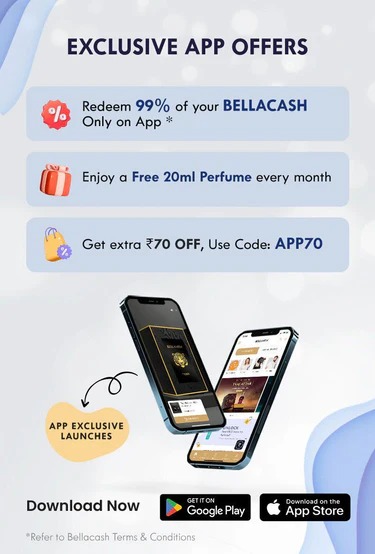 EXCLUSIVE APP OFFERS
Redeem 99% of your BELLACASH
Only on App *
Enjoy a Free 20ml Perfume every month
Get extra ₹70 OFF, Use Code: APP70
APP EXCLUSIVE
LAUNCHES
Download Now
GET IT ON
Google Play
Download on the
App Store
*Refer to Bellacash Terms & Conditions